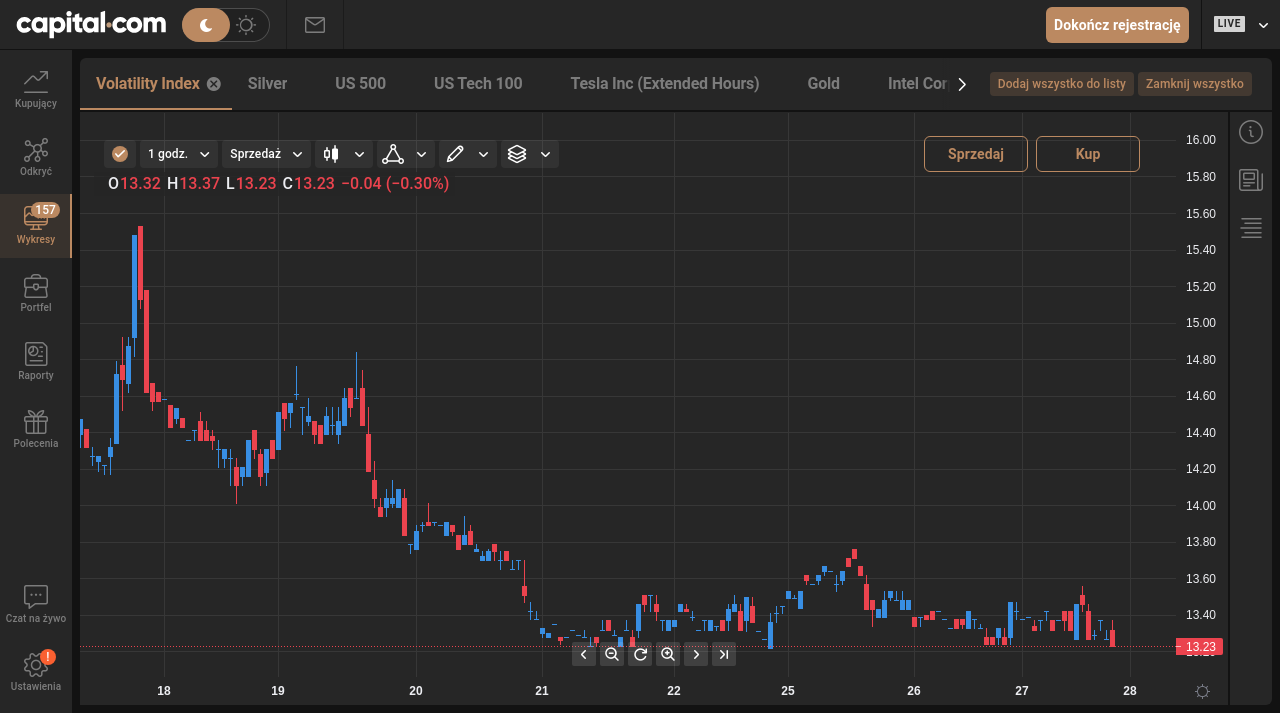 capital.com
Dokończ rejestrację
LIVE
Kupujący
Odkryć
157
Wykresy
Portfel
Raporty
Polecenia
Czat na żywo
!
Ustawienia
Volatility Index Silver US 500 US Tech 100 Tesla Inc (Extended Hours) Gold Intel Dodaj wszystko do listy Zamknij wszystko
1 godz. Sprzedaż
Sprzedaj Kup
O13.32 H13.37 L13.23 C13.23 −0.04 (−0.30%)
16.00
15.80
15.60
15.40
15.20
15.00
14.80
14.60
14.40
14.20
14.00
13.80
13.60
13.40
13.23
18 19 20 21 22 25 26 27 28